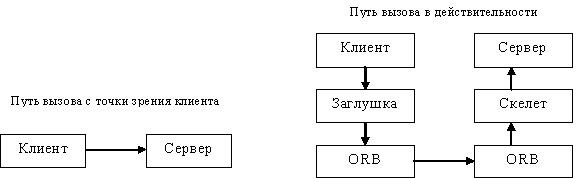 Путь вызова с точки зрения клиента
Клиент
Сервер
Путь вызова в действительности
Клиент
Сервер
Заглушка
Скелет
ORB
ORB